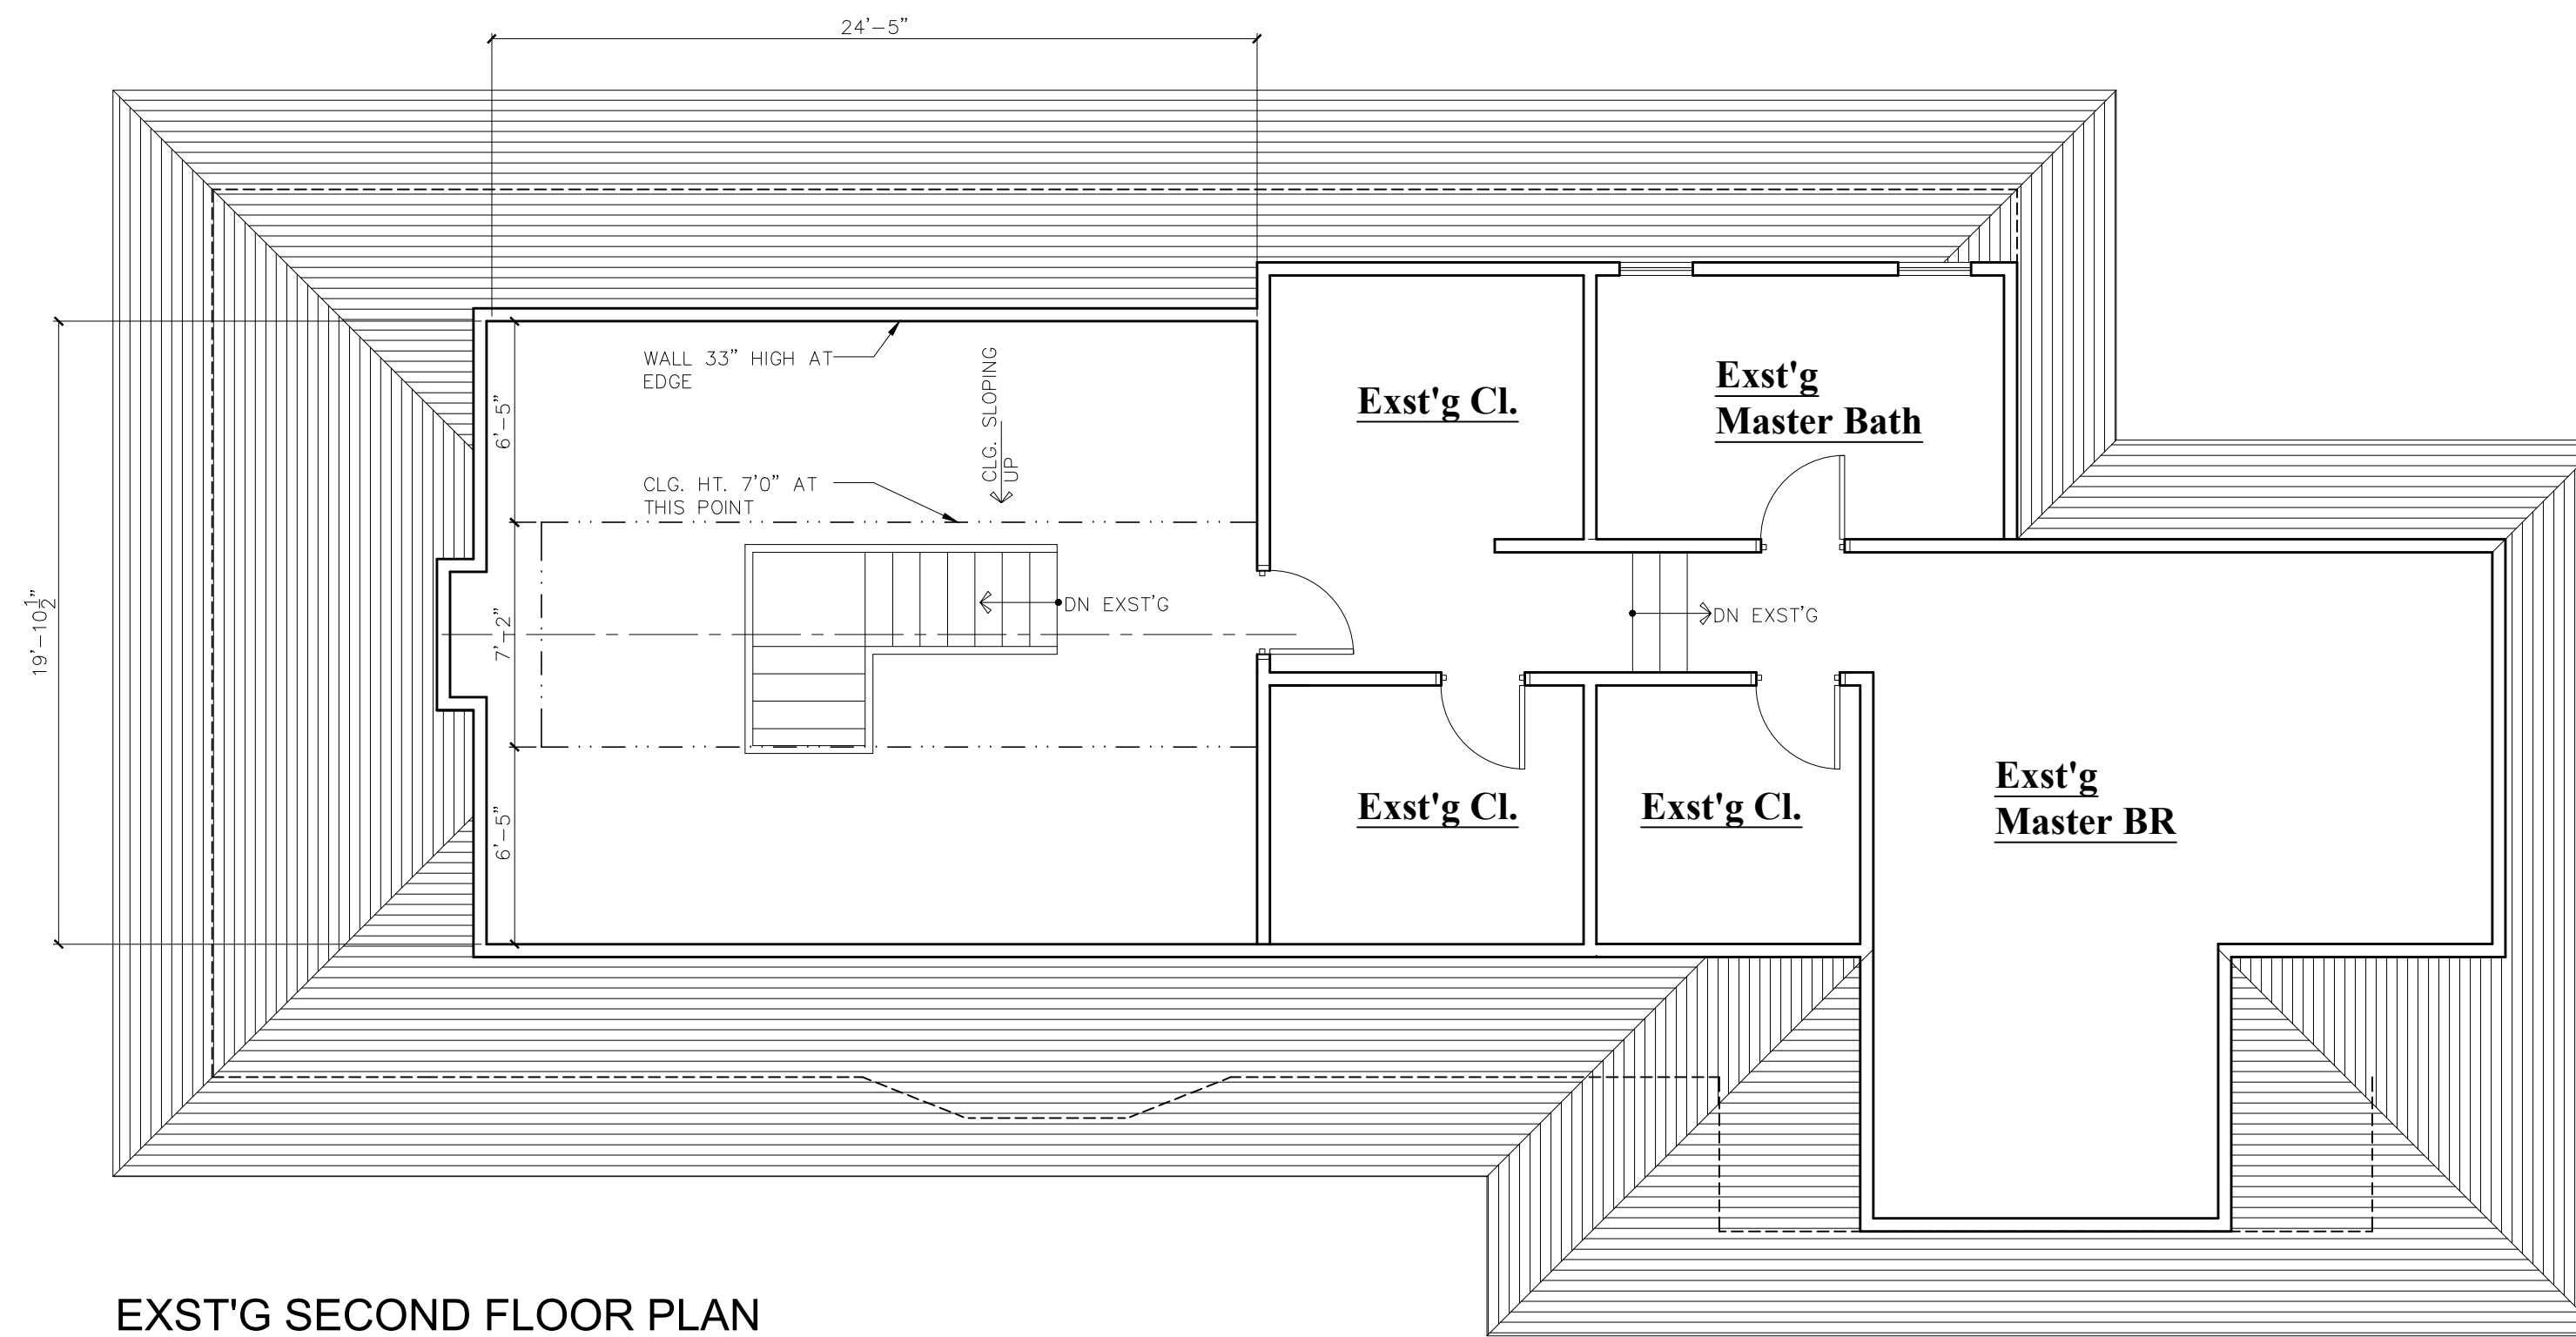 24'-5"
WALL 33" HIGH AT
EDGE
CLG. SLOPING
UP
6'-5"
Exst'g Cl.
Exst'g
Master Bath
CLG. HT. 7'0" AT
THIS POINT
19'-10 1/2"
7'-2"
DN EXST'G
DN EXST'G
6'-5"
Exst'g Cl.
Exst'g Cl.
Exst'g
Master BR
EXST'G SECOND FLOOR PLAN